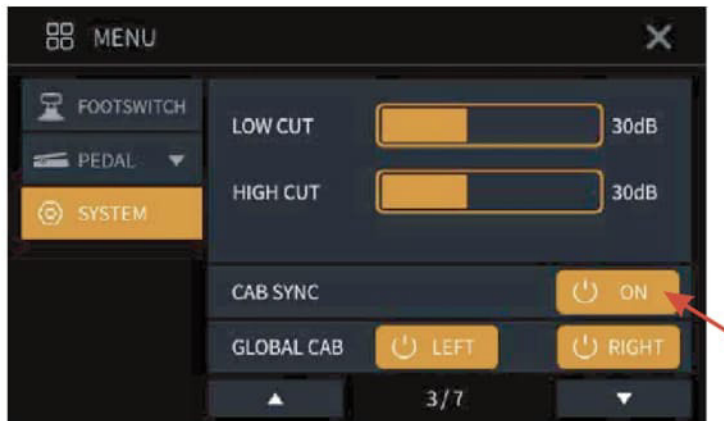 MENU
FOOTSWITCH
PEDAL
SYSTEM
LOW CUT 30dB
HIGH CUT 30dB
CAB SYNC ON
GLOBAL CAB LEFT RIGHT
3/7